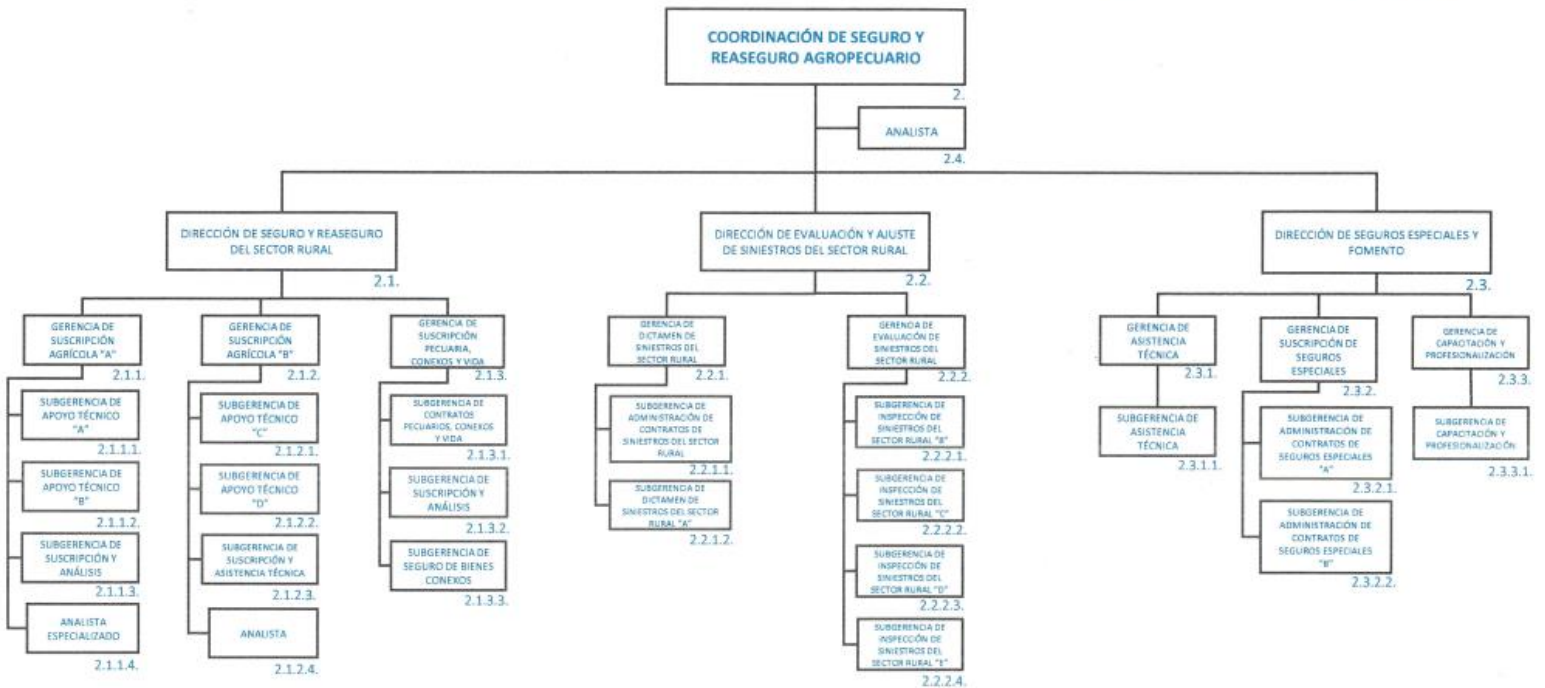 COORDINACIÓN DE SEGURO Y
REASEGURO AGROPECUARIO
2.
ANALISTA
2.4.
DIRECCIÓN DE SEGURO Y REASEGURO
DEL SECTOR RURAL
2.1.
DIRECCIÓN DE EVALUACIÓN Y AJUSTE
DE SINIESTROS DEL SECTOR RURAL
2.2.
DIRECCIÓN DE SEGUROS ESPECIALES Y
FOMENTO
2.3.
GERENCIA DE
SUSCRIPCIÓN
AGRÍCOLA "A"
2.1.1.
SUBGERENCIA DE
APOYO TÉCNICO
"A"
2.1.1.1.
SUBGERENCIA DE
APOYO TÉCNICO
"B"
2.1.1.2.
SUBGERENCIA DE
SUSCRIPCIÓN Y
ANÁLISIS
2.1.1.3.
ANALISTA
ESPECIALIZADO
2.1.1.4.
GERENCIA DE
SUSCRIPCIÓN
AGRÍCOLA "B"
2.1.2.
SUBGERENCIA DE
APOYO TÉCNICO
"C"
2.1.2.1.
SUBGERENCIA DE
APOYO TÉCNICO
"D"
2.1.2.2.
SUBGERENCIA DE
SUSCRIPCIÓN Y
ASISTENCIA TÉCNICA
2.1.2.3.
ANALISTA
2.1.2.4.
GERENCIA DE
SUSCRIPCIÓN
PECUARIA,
CONEXOS Y VIDA
2.1.3.
SUBGERENCIA DE
CONTRATOS
PECUARIOS, CONEXOS
Y VIDA
2.1.3.1.
SUBGERENCIA DE
SUSCRIPCIÓN Y
ANÁLISIS
2.1.3.2.
SUBGERENCIA DE
SEGURO DE BIENES
CONEXOS
2.1.3.3.
GERENCIA DE
DICTAMEN DE
SINIESTROS DEL
SECTOR RURAL
2.2.1.
SUBGERENCIA DE
ADMINISTRACIÓN DE
CONTRATOS DE
SINIESTROS DEL SECTOR
RURAL
2.2.1.1.
SUBGERENCIA DE
DICTAMEN DE
SINIESTROS DEL SECTOR
RURAL "A"
2.2.1.2.
GERENCIA DE
EVALUACIÓN DE
SINIESTROS DEL
SECTOR RURAL
2.2.2.
SUBGERENCIA DE
INSPECCIÓN DE
SINIESTROS DEL
SECTOR RURAL "B"
2.2.2.1.
SUBGERENCIA DE
INSPECCIÓN DE
SINIESTROS DEL
SECTOR RURAL "C"
2.2.2.2.
SUBGERENCIA DE
INSPECCIÓN DE
SINIESTROS DEL
SECTOR RURAL "D"
2.2.2.3.
SUBGERENCIA DE
INSPECCIÓN DE
SINIESTROS DEL
SECTOR RURAL "E"
2.2.2.4.
GERENCIA DE
ASISTENCIA
TÉCNICA
2.3.1.
SUBGERENCIA DE
ASISTENCIA
TÉCNICA
2.3.1.1.
GERENCIA DE
SUSCRIPCIÓN DE
SEGUROS
ESPECIALES
2.3.2.
SUBGERENCIA DE
ADMINISTRACIÓN DE
CONTRATOS DE
SEGUROS ESPECIALES
"A"
2.3.2.1.
SUBGERENCIA DE
ADMINISTRACIÓN DE
CONTRATOS DE
SEGUROS ESPECIALES
"B"
2.3.2.2.
GERENCIA DE
CAPACITACIÓN Y
PROFESIONALIZACIÓN
2.3.3.
SUBGERENCIA DE
CAPACITACIÓN Y
PROFESIONALIZACIÓN
2.3.3.1.